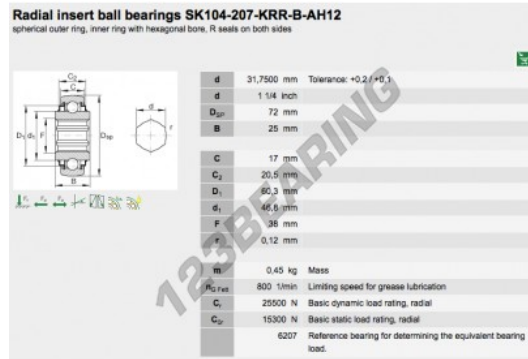 Radial insert ball bearings SK104-207-KRR-B-AH12
spherical outer ring, inner ring with hexagonal bore, R seals on both sides
d 31,7500 mm Tolerance: +0,2 / +0,1
d 1 1/4 inch
DSP 72 mm
B 25 mm
C 17 mm
C2 20,5 mm
D1 60,3 mm
d1 46,8 mm
F 38 mm
r 0,12 mm
m 0,45 kg Mass
nG Fett 800 1/min Limiting speed for grease lubrication
Cr 25500 N Basic dynamic load rating, radial
C0r 15300 N Basic static load rating, radial
6207 Reference bearing for determining the equivalent bearing
load.
C2
C
d
r
D1 d1 F Dsp
B
123BEARING